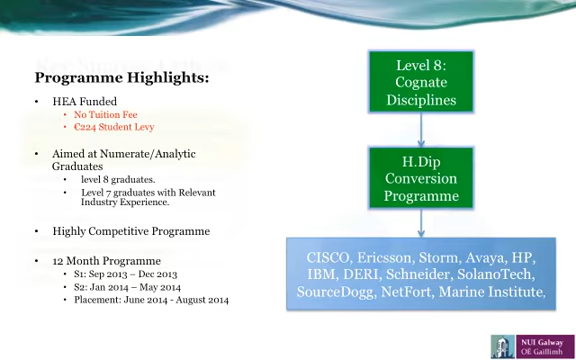 Programme Highlights:
• HEA Funded
• No Tuition Fee
• €224 Student Levy
• Aimed at Numerate/Analytic
Graduates
• level 8 graduates.
• Level 7 graduates with Relevant
Industry Experience.
• Highly Competitive Programme
• 12 Month Programme
• S1: Sep 2013 – Dec 2013
• S2: Jan 2014 – May 2014
• Placement: June 2014 - August 2014
Level 8:
Cognate
Disciplines
H.Dip
Conversion
Programme
CISCO, Ericsson, Storm, Avaya, HP,
IBM, DERI, Schneider, SolanoTech,
SourceDogg, NetFort, Marine Institute,
NUI Galway
OÉ Gaillimh